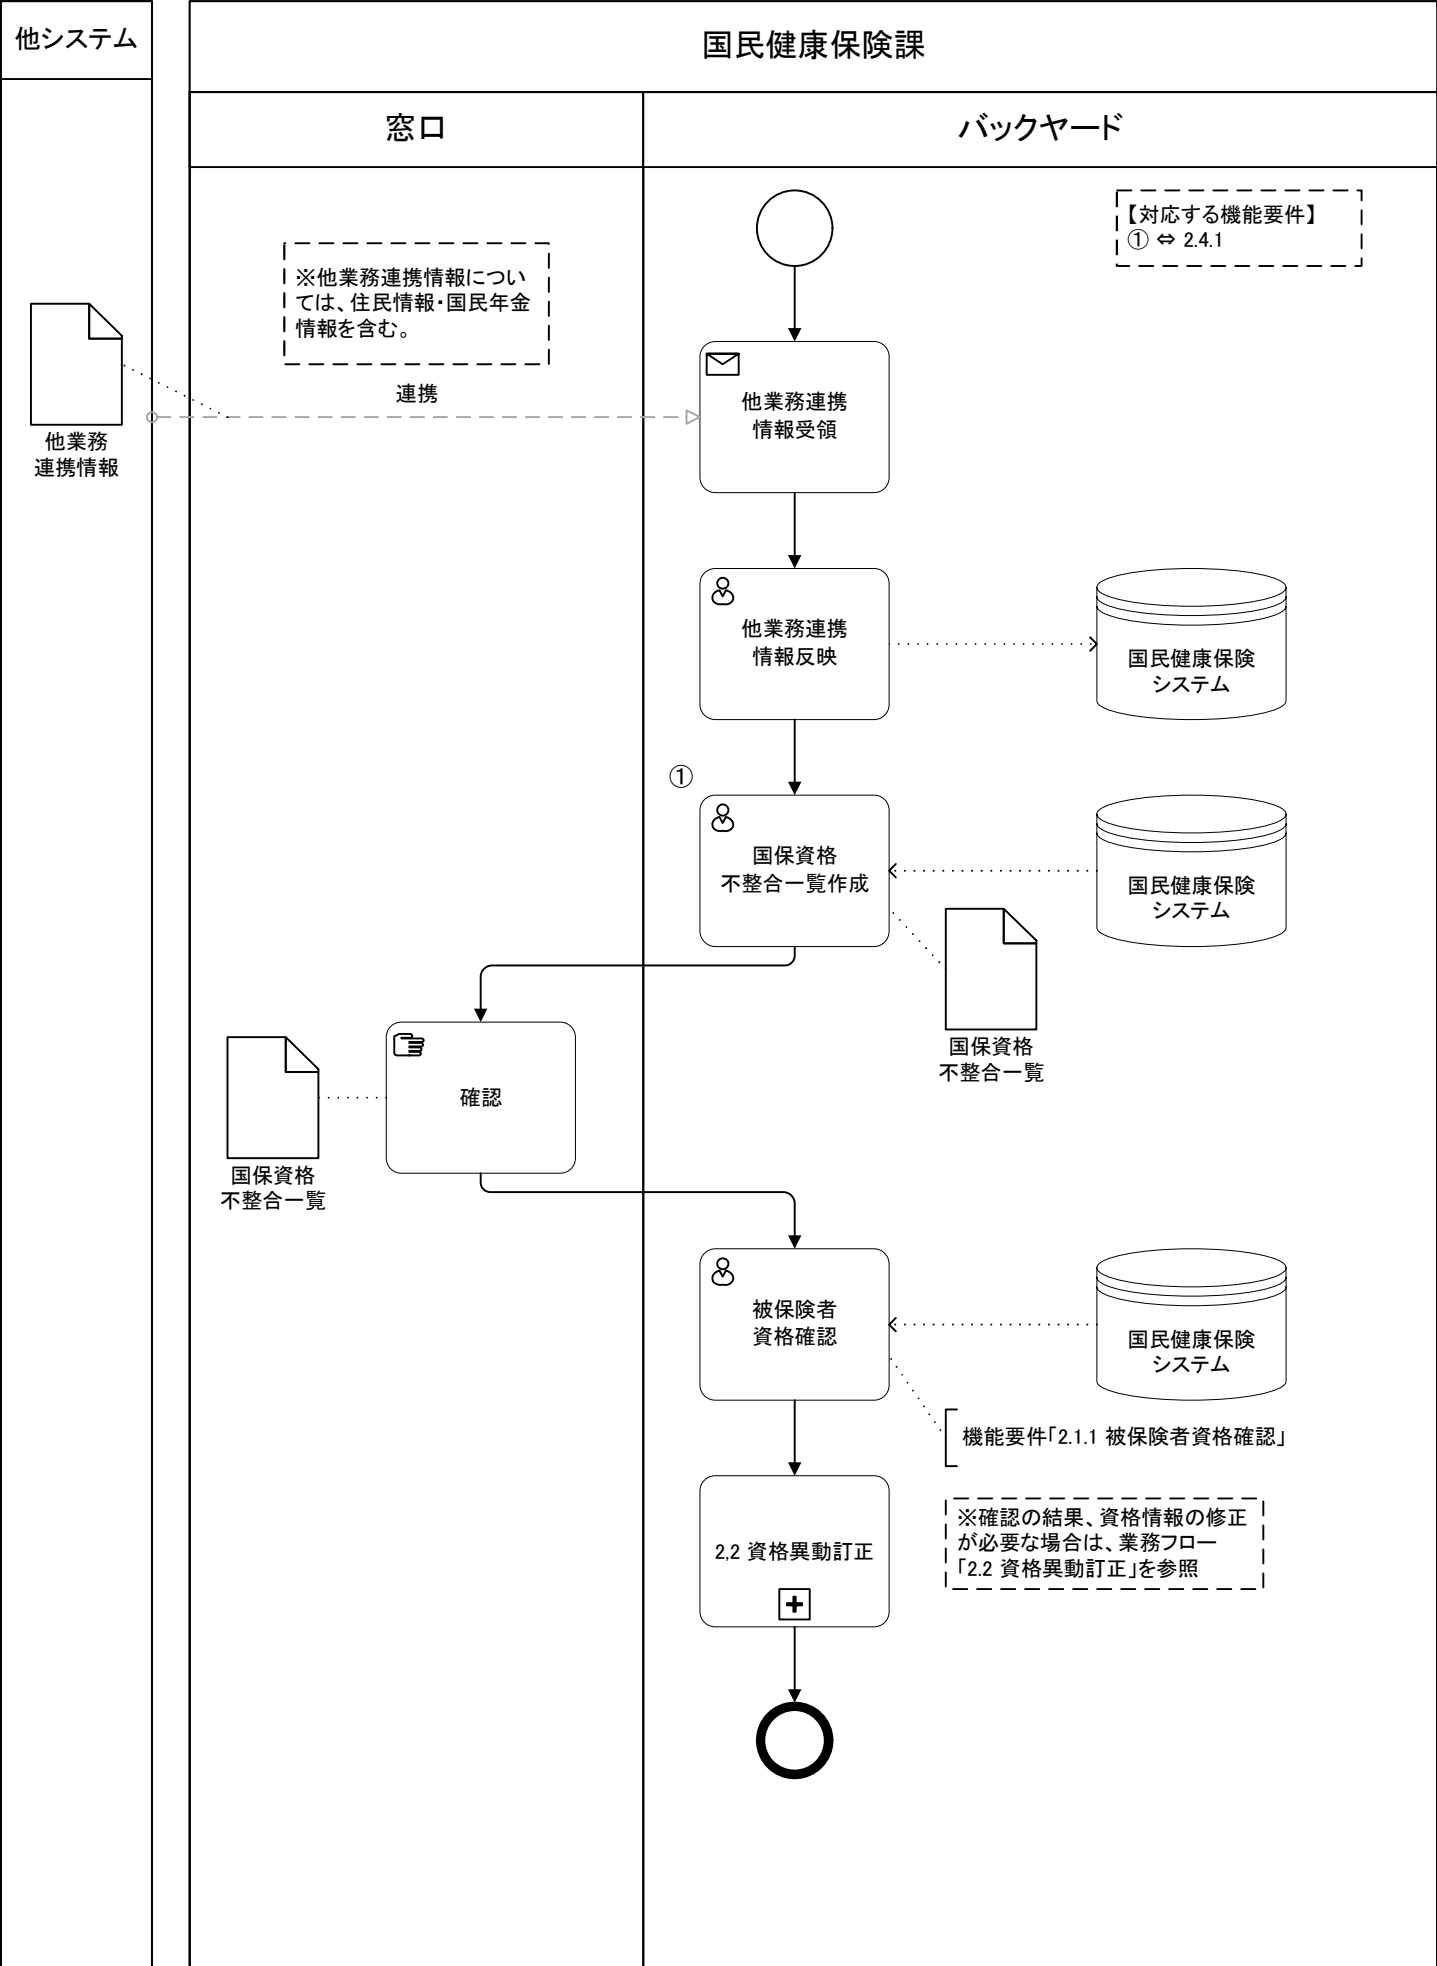 他システム
国民健康保険課
窓口
バックヤード
【対応する機能要件】
① ⇔ 2.4.1
※他業務連携情報につい
ては、住民情報・国民年金
情報を含む。
連携
他業務
連携情報
他業務連携
情報受領
他業務連携
情報反映
国民健康保険
システム
①
国保資格
不整合一覧作成
国民健康保険
システム
国保資格
不整合一覧
確認
国保資格
不整合一覧
被保険者
資格確認
国民健康保険
システム
機能要件「2.1.1 被保険者資格確認」
2,2 資格異動訂正
※確認の結果、資格情報の修正
が必要な場合は、業務フロー
「2.2 資格異動訂正」を参照